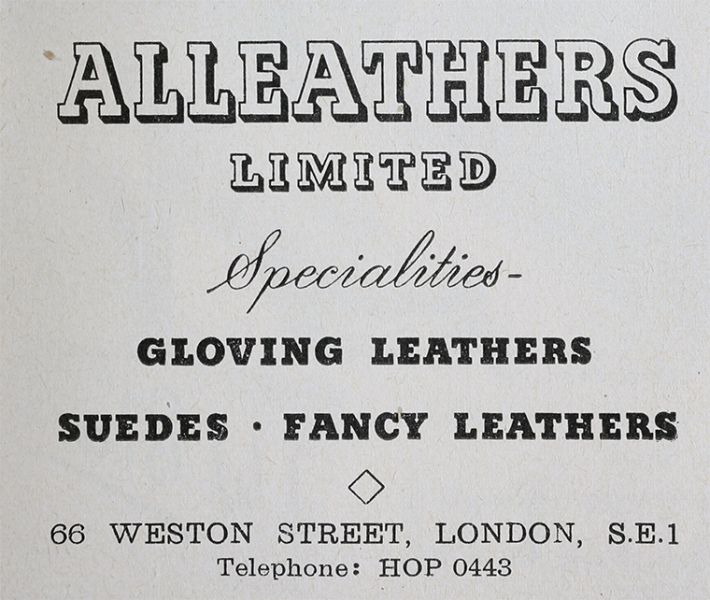 ALLEATHERS
LIMITED
Specialities-
GLOVING LEATHERS
SUEDES · FANCY LEATHERS
66 WESTON STREET, LONDON, S.E.1
Telephone: HOP 0443